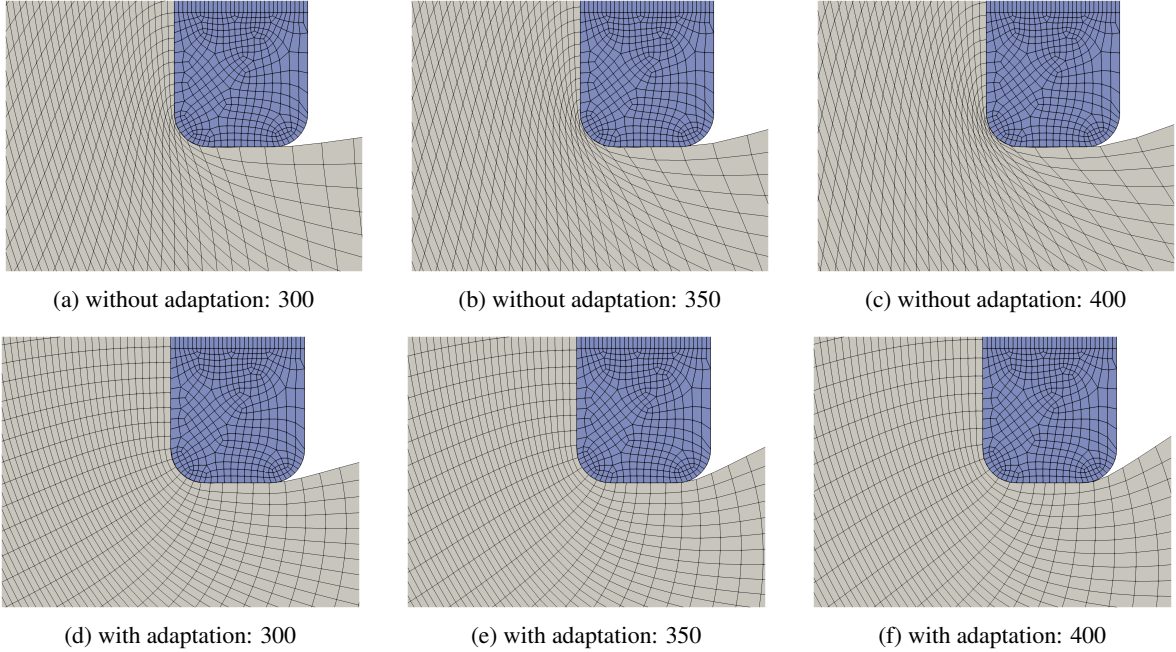 (a) without adaptation: 300
(b) without adaptation: 350
(c) without adaptation: 400
(d) with adaptation: 300
(e) with adaptation: 350
(f) with adaptation: 400